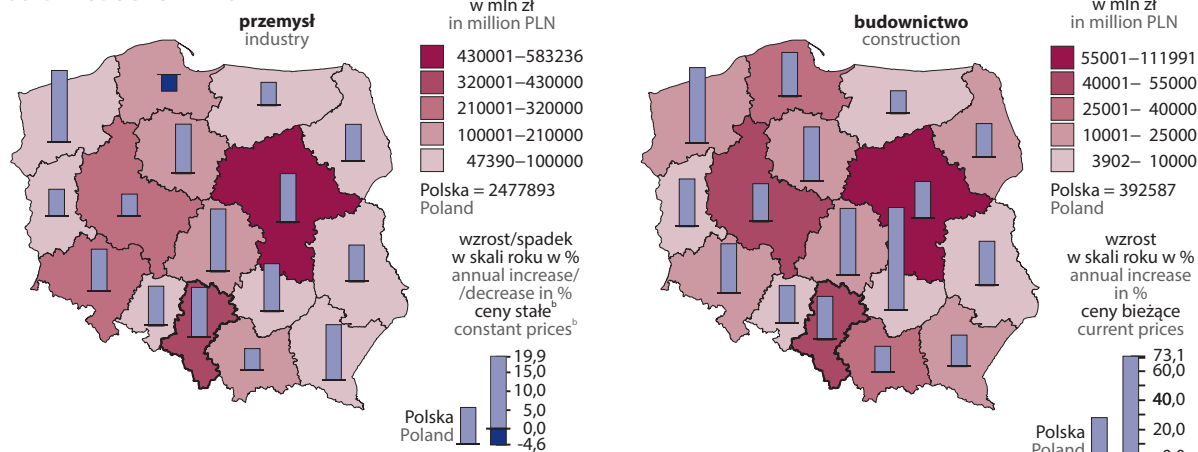 przemysł
industry
w mln zł
in million PLN
430001–583236
320001–430000
210001–320000
100001–210000
47390–100000
Polska = 2477893
Poland
wzrost/spadek
w skali roku w %
annual increase/
/decrease in %
ceny stałeᵇ
constant pricesᵇ
19,9
15,0
10,0
5,0
0,0
-4,6
Polska
Poland
budownictwo
construction
w mln zł
in million PLN
55001–111991
40001– 55000
25001– 40000
10001– 25000
3902– 10000
Polska = 392587
Poland
wzrost
w skali roku w %
annual increase
in %
ceny bieżące
current prices
73,1
60,0
40,0
20,0
Polska
Poland